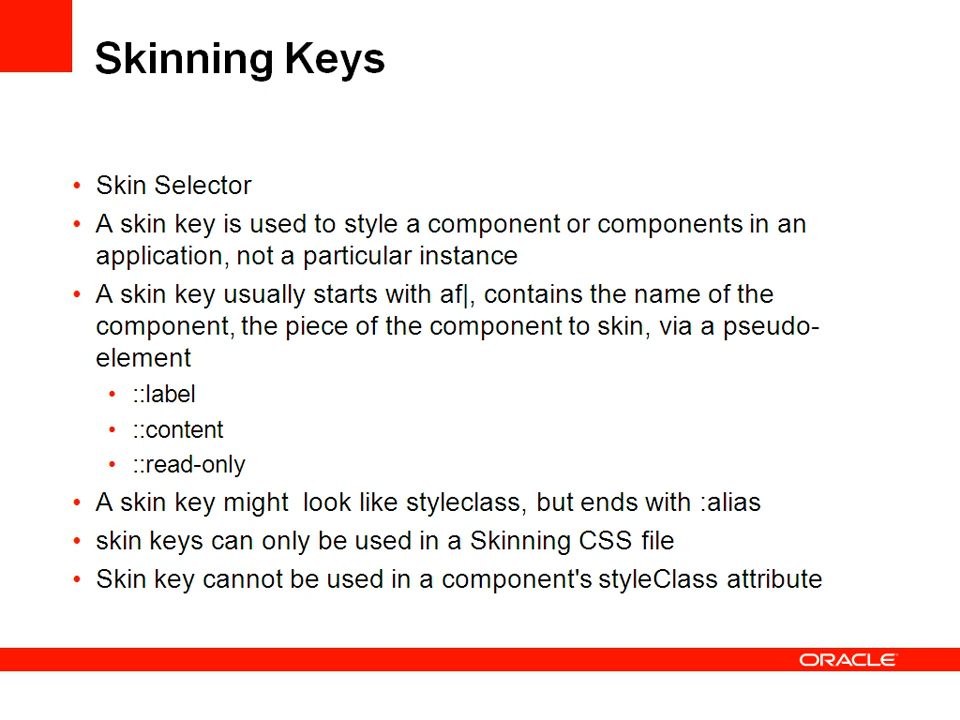 Skinning Keys
• Skin Selector
• A skin key is used to style a component or components in an
application, not a particular instance
• A skin key usually starts with af|, contains the name of the
component, the piece of the component to skin, via a pseudo-
element
• ::label
• ::content
• ::read-only
• A skin key might  look like styleclass, but ends with :alias
• skin keys can only be used in a Skinning CSS file
• Skin key cannot be used in a component's styleClass attribute
ORACLE